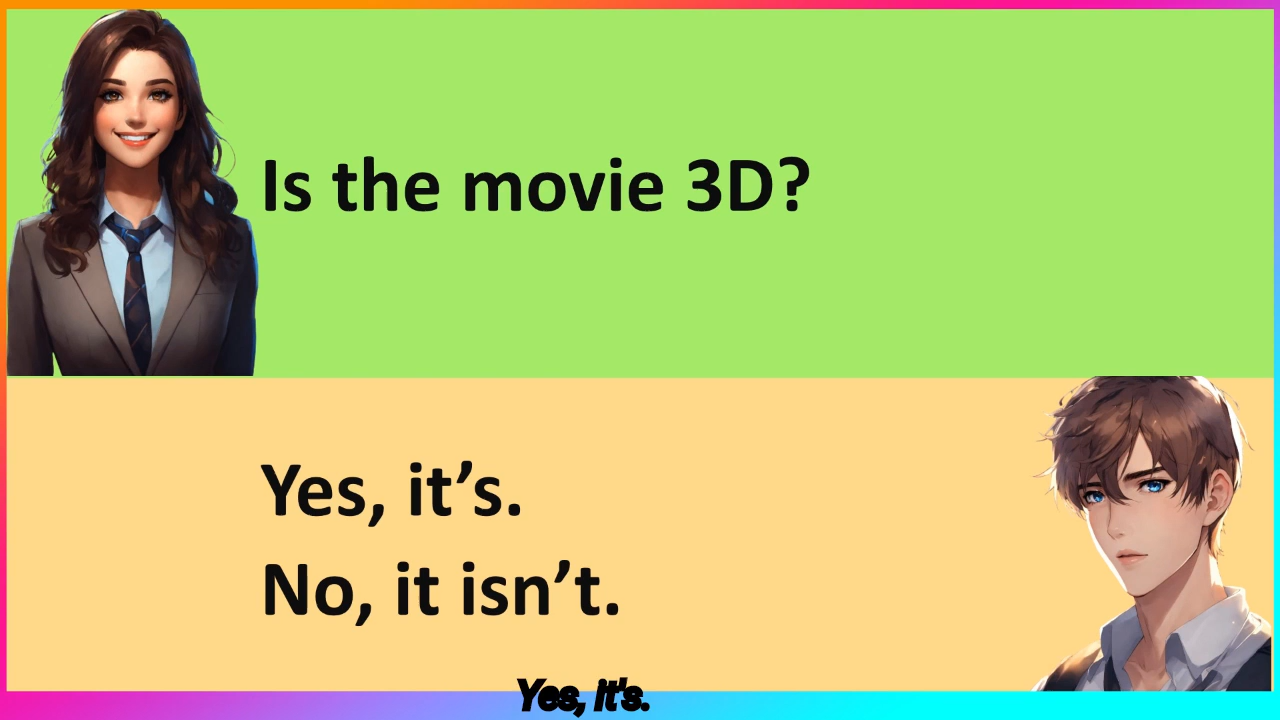 Is the movie 3D?
Yes, it’s.
No, it isn’t.
Yes, it's.